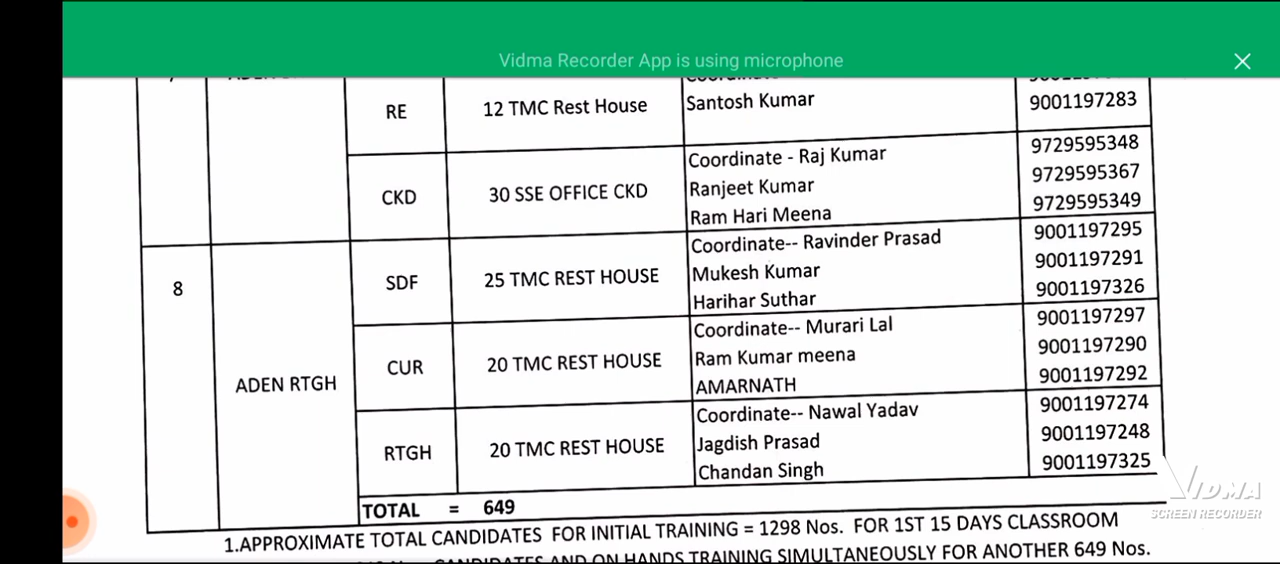 Vidma Recorder App is using microphone
RE 12 TMC Rest House Santosh Kumar 9001197283
CKD 30 SSE OFFICE CKD
Coordinate - Raj Kumar 9729595348
Ranjeet Kumar 9729595367
Ram Hari Meena 9729595349
8 ADEN RTGH
SDF 25 TMC REST HOUSE
Coordinate-- Ravinder Prasad 9001197295
Mukesh Kumar 9001197291
Harihar Suthar 9001197326
CUR 20 TMC REST HOUSE
Coordinate-- Murari Lal 9001197297
Ram Kumar meena 9001197290
AMARNATH 9001197292
RTGH 20 TMC REST HOUSE
Coordinate-- Nawal Yadav 9001197274
Jagdish Prasad 9001197248
Chandan Singh 9001197325
TOTAL = 649
1.APPROXIMATE TOTAL CANDIDATES FOR INITIAL TRAINING = 1298 Nos. FOR 1ST 15 DAYS CLASSROOM
CANDIDATES AND ON HANDS TRAINING SIMULTANEOUSLY FOR ANOTHER 649 Nos.
VIDMA
SCREEN RECORDER